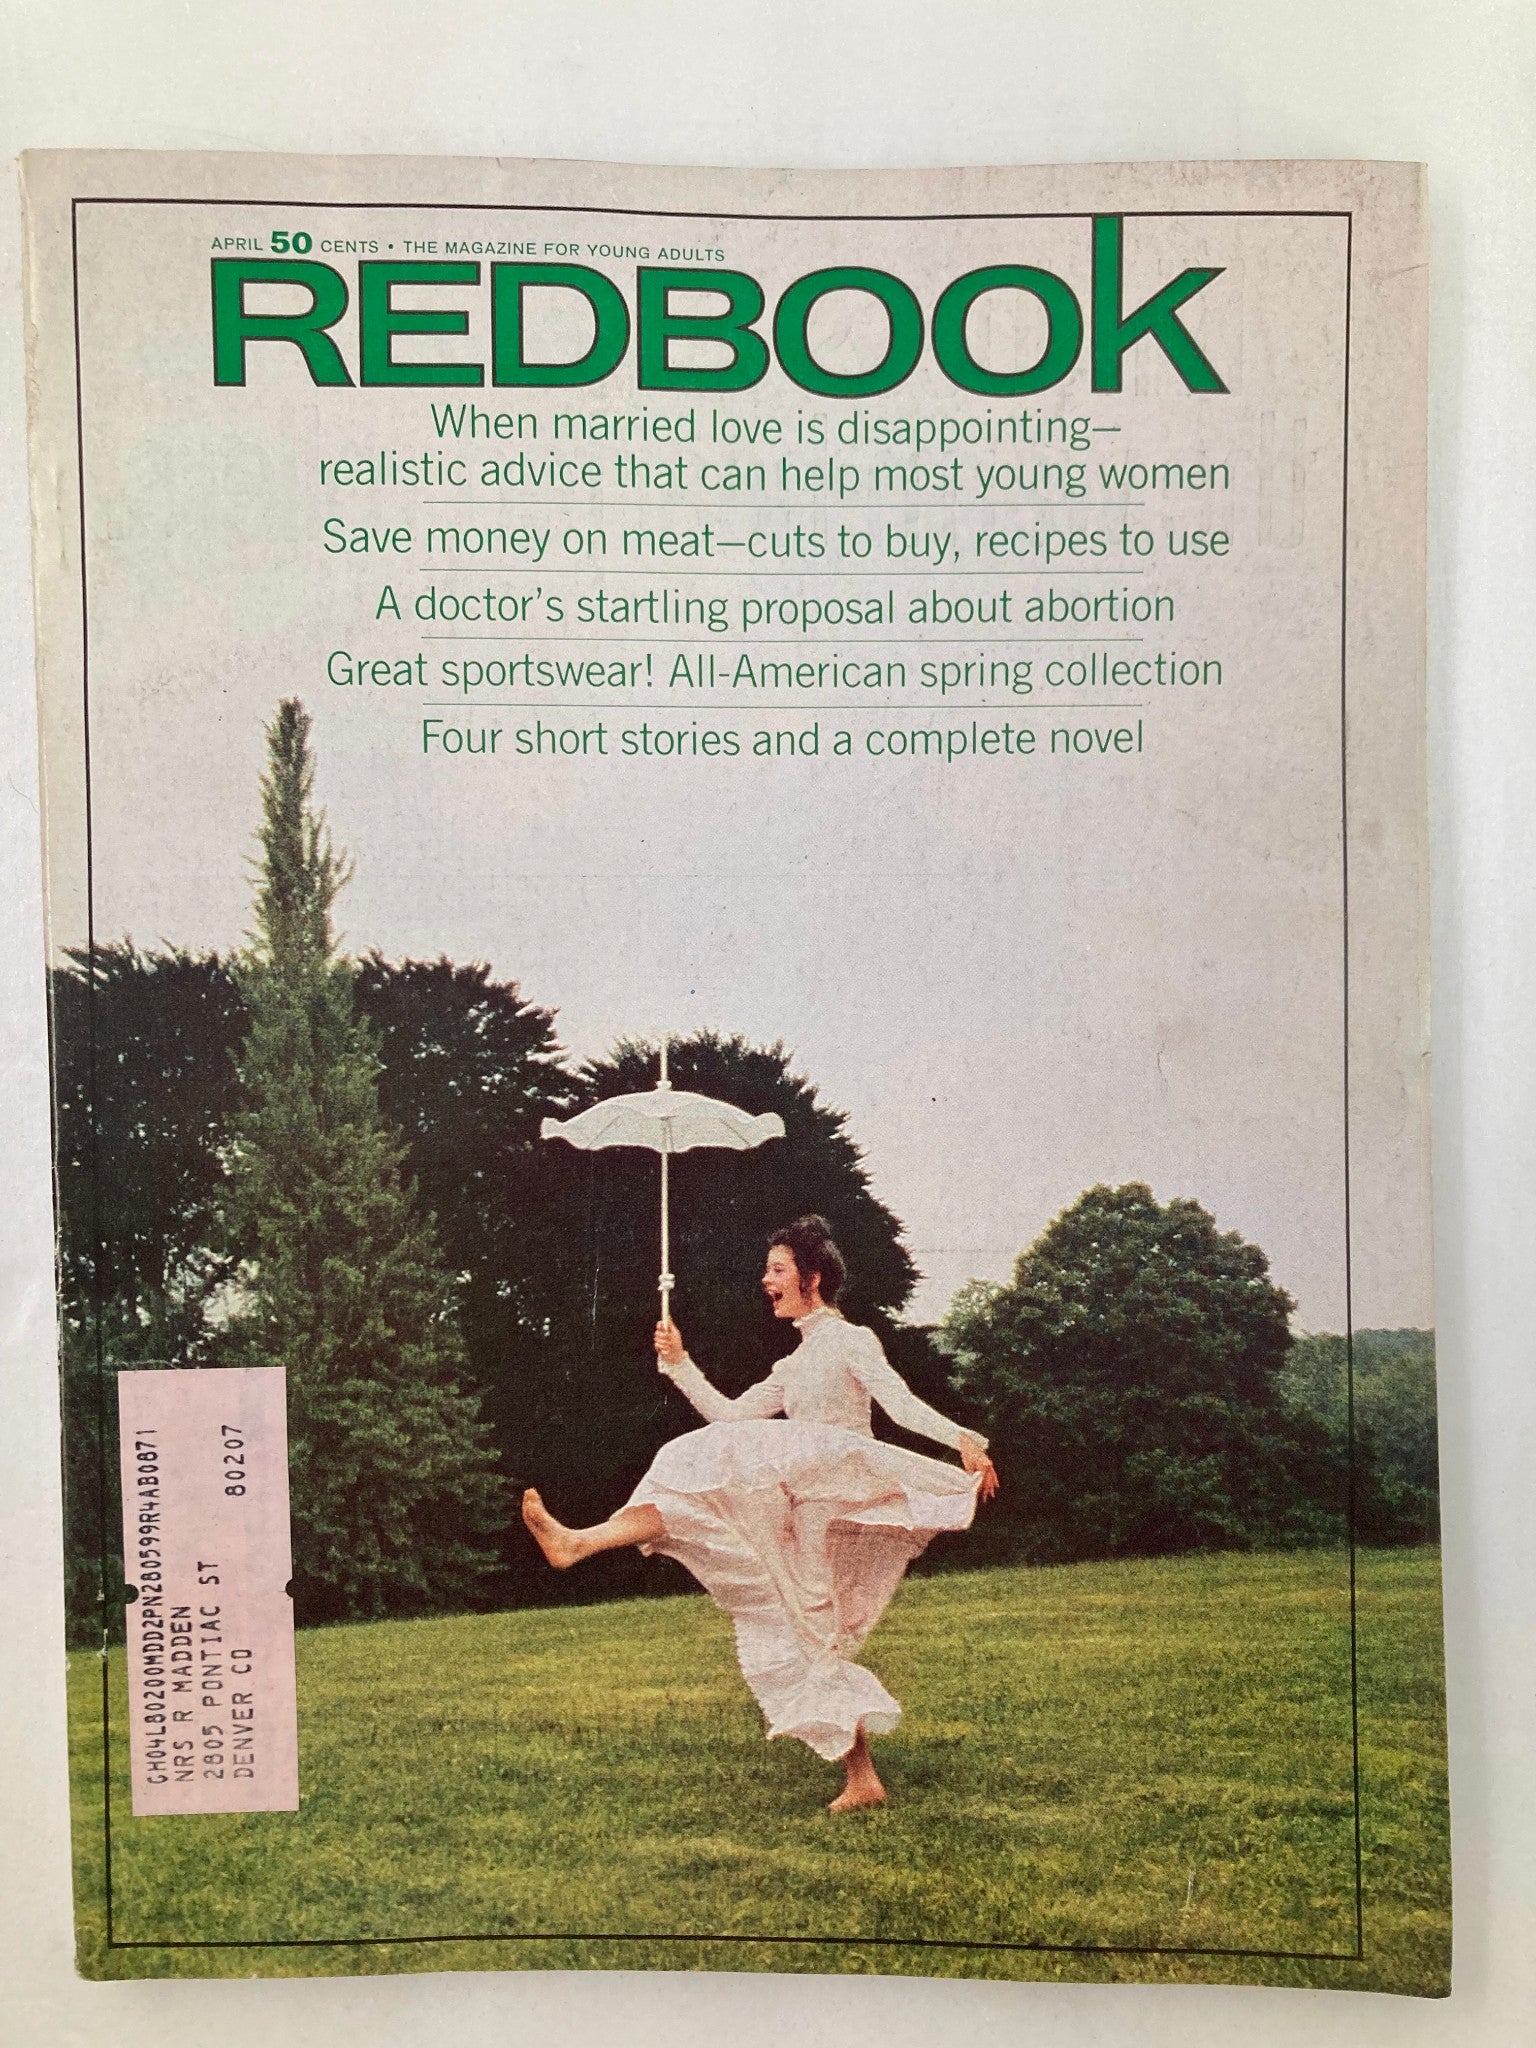 APRIL 50 CENTS • THE MAGAZINE FOR YOUNG ADULTS
REDBOOK
When married love is disappointing—
realistic advice that can help most young women
Save money on meat—cuts to buy, recipes to use
A doctor's startling proposal about abortion
Great sportswear! All-American spring collection
Four short stories and a complete novel
GH04L80200MDD2PN280599R4AB0871
NRS R MADDEN
2805 PONTIAC ST
DENVER CO 80207